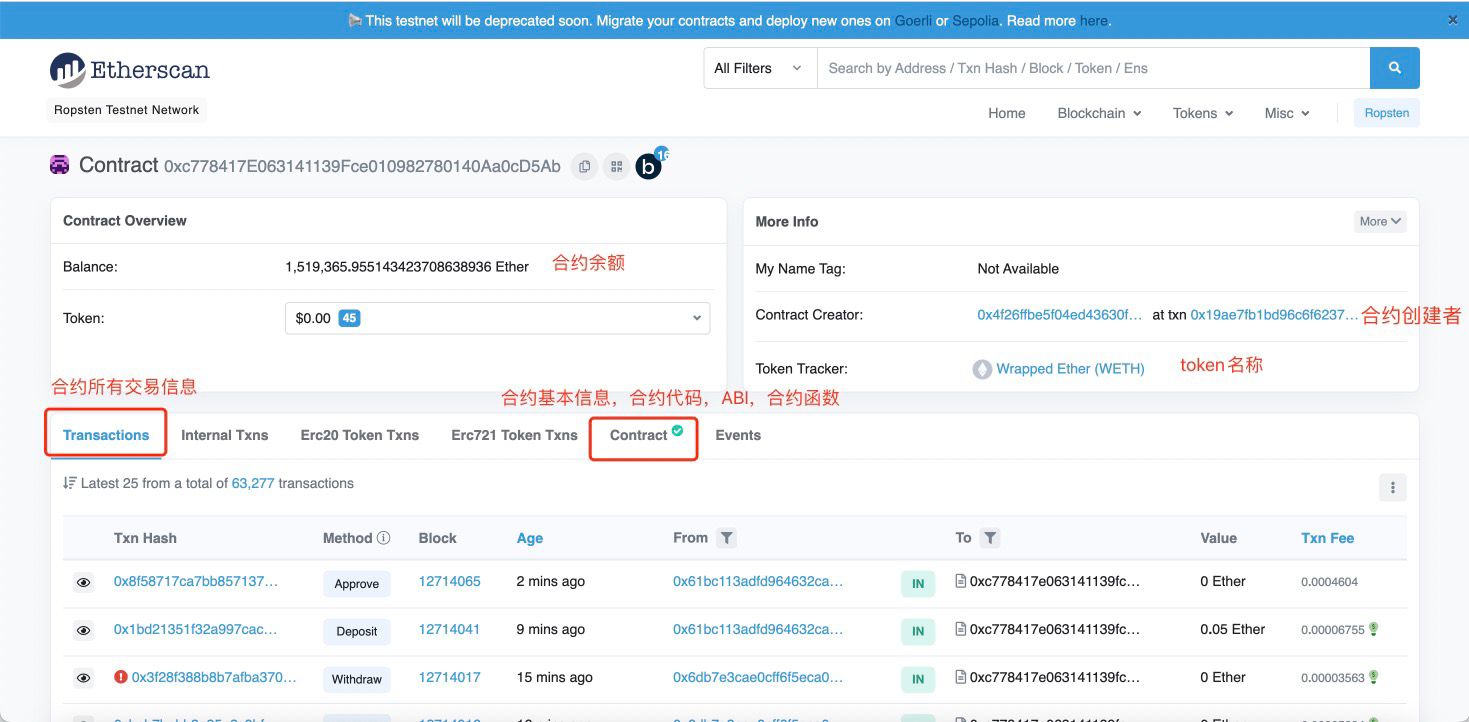 This testnet will be deprecated soon. Migrate your contracts and deploy new ones on Goerli or Sepolia. Read more here.
Etherscan
All Filters
Search by Address / Txn Hash / Block / Token / Ens
Ropsten Testnet Network
Home Blockchain Tokens Misc Ropsten
Contract 0xc778417E063141139Fce010982780140Aa0cD5Ab
b 16
Contract Overview
Balance: 1,519,365.955143423708638936 Ether 合约余额
Token: $0.00 45
More Info More
My Name Tag: Not Available
Contract Creator: 0x4f26ffbe5f04ed43630f... at txn 0x19ae7fb1bd96c6f6237... 合约创建者
Token Tracker: Wrapped Ether (WETH) token名称
合约所有交易信息
合约基本信息，合约代码，ABI，合约函数
Transactions Internal Txns Erc20 Token Txns Erc721 Token Txns Contract Events
Latest 25 from a total of 63,277 transactions
Txn Hash Method Block Age From To Value Txn Fee
0x8f58717ca7bb857137... Approve 12714065 2 mins ago 0x61bc113adfd964632ca... IN 0xc778417e063141139fc... 0 Ether 0.0004604
0x1bd21351f32a997cac... Deposit 12714041 9 mins ago 0x61bc113adfd964632ca... IN 0xc778417e063141139fc... 0.05 Ether 0.00006755
0x3f28f388b8b7afba370... Withdraw 12714017 15 mins ago 0x6db7e3cae0cff6f5eca0... IN 0xc778417e063141139fc... 0 Ether 0.00003563